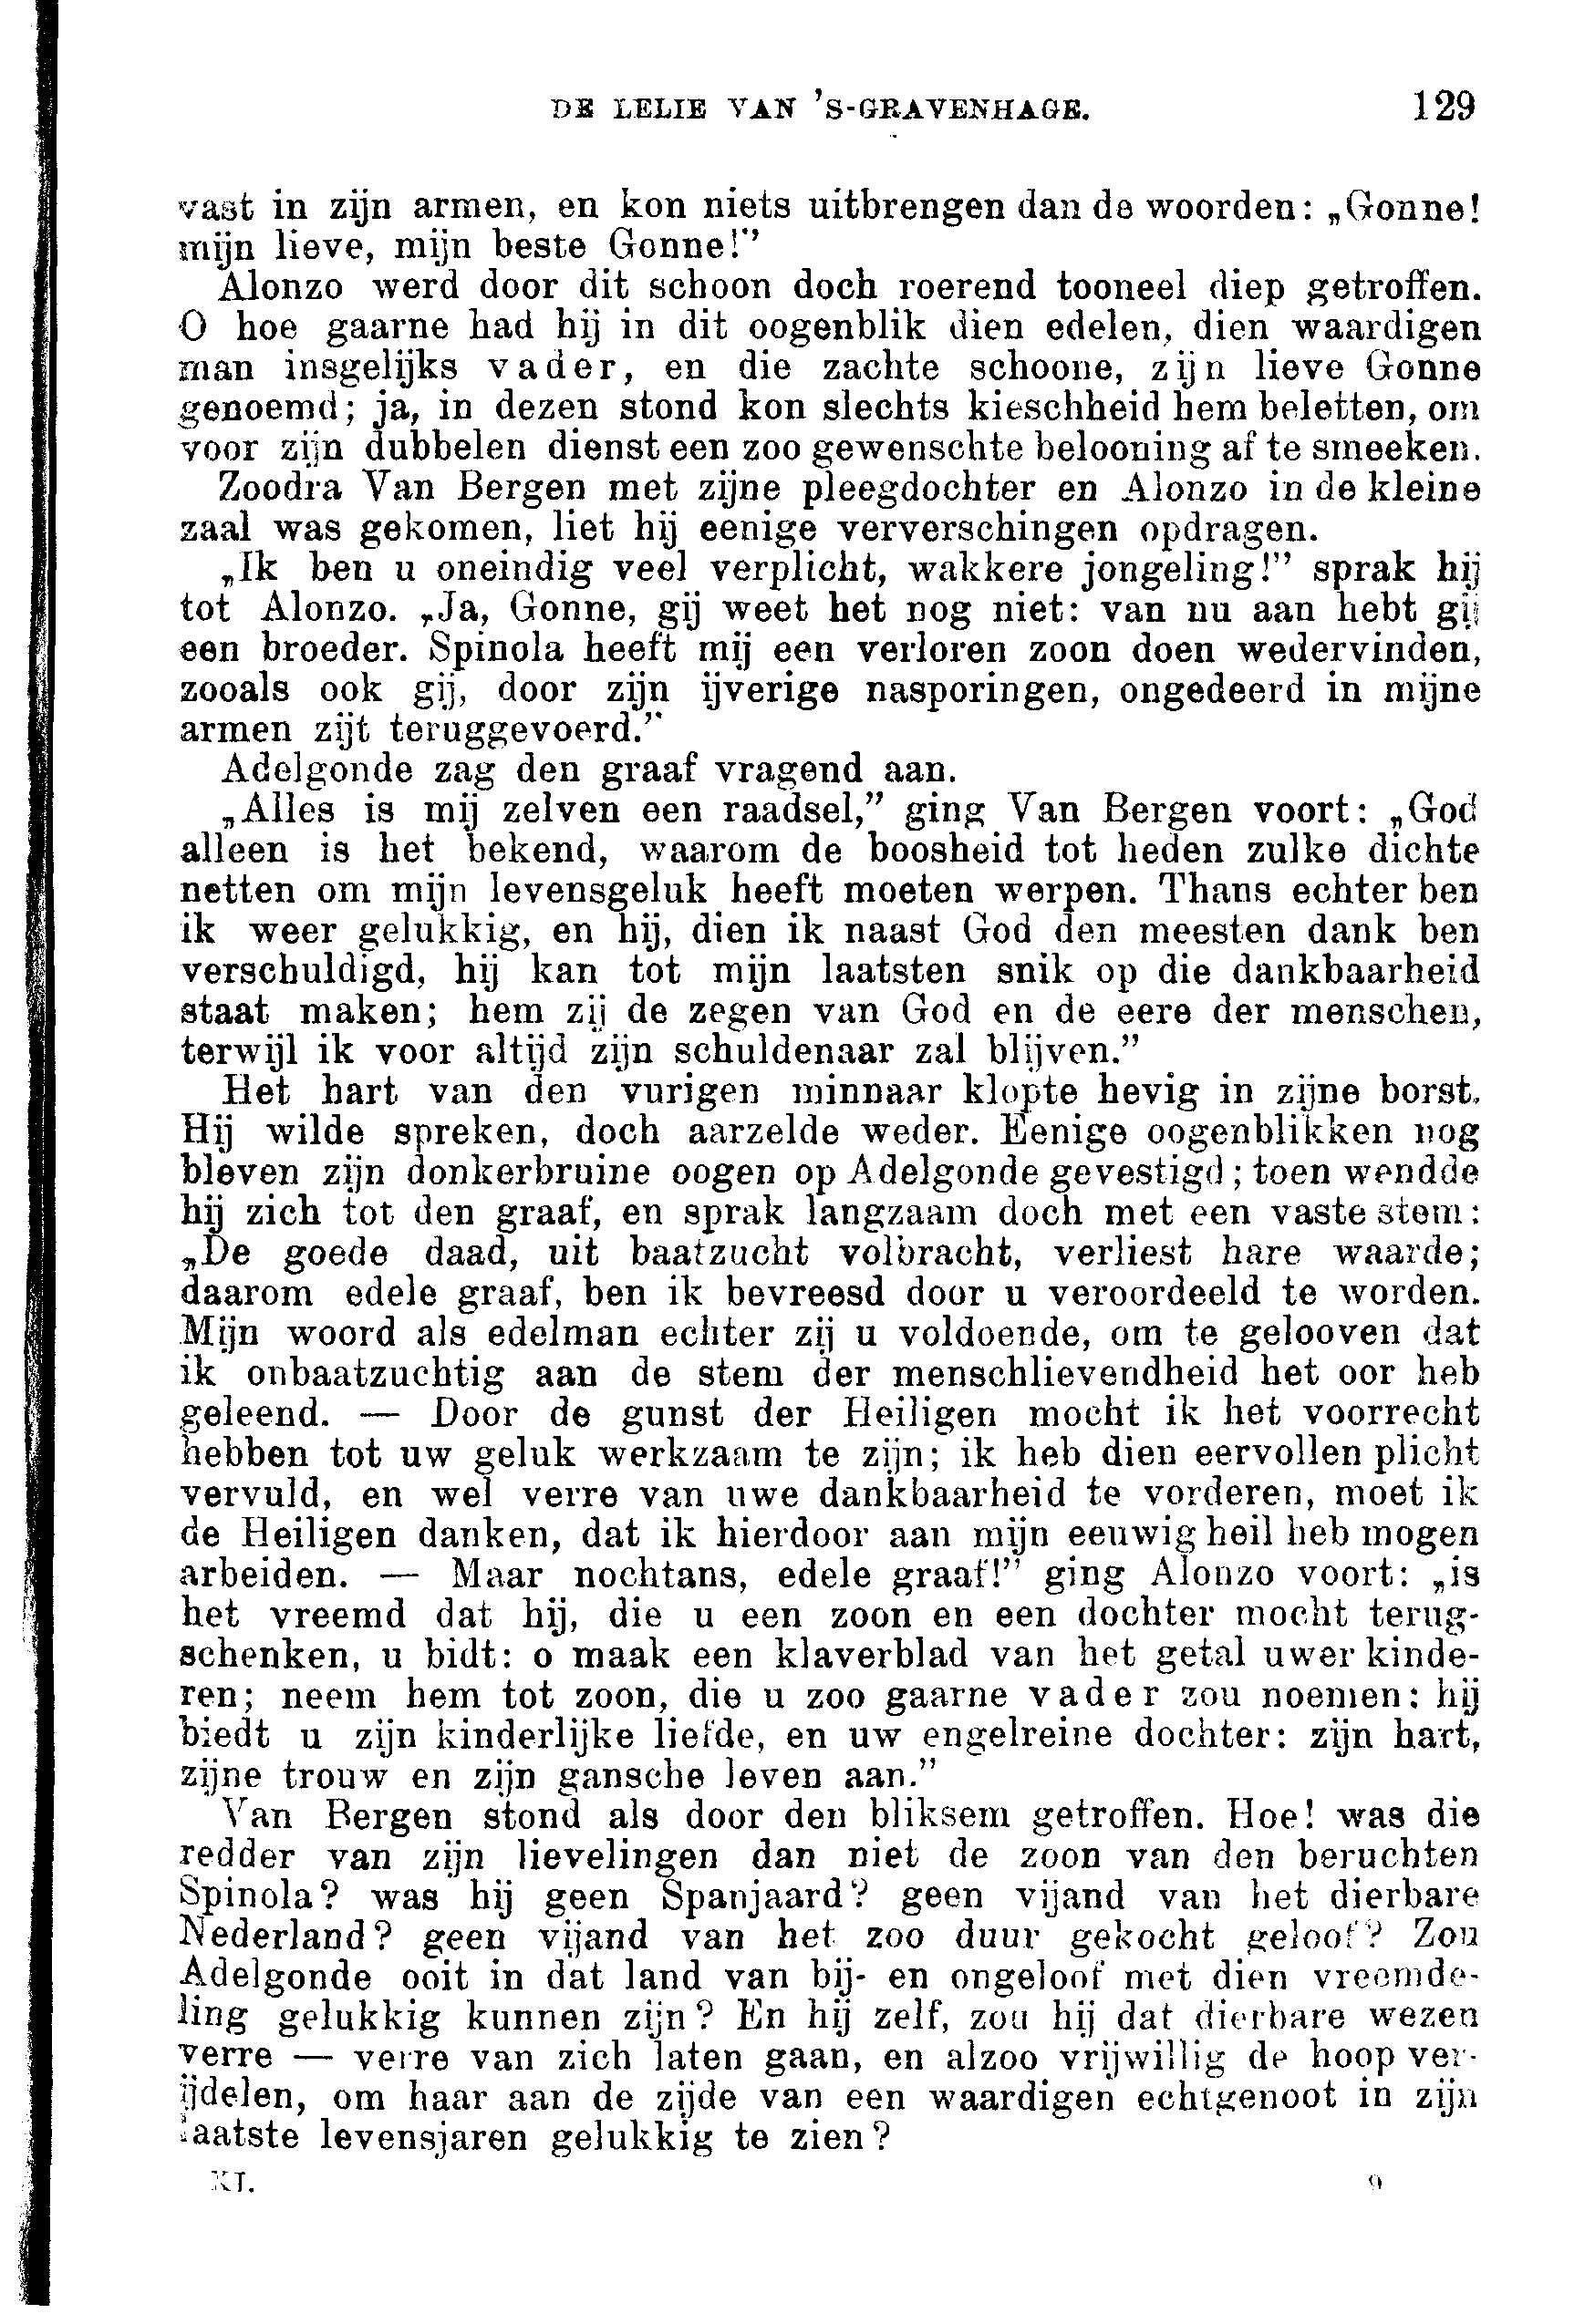 DE LELIE VAN 'S-GRAVENHAGE. 129
vast in zijn armen, en kon niets uitbrengen dan de woorden: „Gonne!
mijn lieve, mijn beste Gonne!”
Alonzo werd door dit schoon doch roerend tooneel diep getroffen.
O hoe gaarne had hij in dit oogenblik dien edelen, dien waardigen
man insgelijks vader, en die zachte schoone, zijn lieve Gonne
genoemd; ja, in dezen stond kon slechts kieschheid hem beletten, om
voor zijn dubbelen dienst een zoo gewenschte belooning af te smeeken.
Zoodra Van Bergen met zijne pleegdochter en Alonzo in de kleine
zaal was gekomen, liet hij eenige ververschingen opdragen.
„Ik ben u oneindig veel verplicht, wakkere jongeling!” sprak hij
tot Alonzo. „Ja, Gonne, gij weet het nog niet: van nu aan hebt gij
een broeder. Spinola heeft mij een verloren zoon doen wedervinden,
zooals ook gij, door zijn ijverige nasporingen, ongedeerd in mijne
armen zijt teruggevoerd.”
Adelgonde zag den graaf vragend aan.
„Alles is mij zelven een raadsel,” ging Van Bergen voort: „God
alleen is het bekend, waarom de boosheid tot heden zulke dichte
netten om mijn levensgeluk heeft moeten werpen. Thans echter ben
ik weer gelukkig, en hij, dien ik naast God den meesten dank ben
verschuldigd, hij kan tot mijn laatsten snik op die dankbaarheid
staat maken; hem zij de zegen van God en de eere der menschen,
terwijl ik voor altijd zijn schuldenaar zal blijven.”
Het hart van den vurigen minnaar klopte hevig in zijne borst.
Hij wilde spreken, doch aarzelde weder. Eenige oogenblikken nog
bleven zijn donkerbruine oogen op Adelgonde gevestigd; toen wendde
hij zich tot den graaf, en sprak langzaam doch met een vaste stem:
„De goede daad, uit baatzucht volbracht, verliest hare waarde;
daarom edele graaf, ben ik bevreesd door u veroordeeld te worden.
Mijn woord als edelman echter zij u voldoende, om te gelooven dat
ik onbaatzuchtig aan de stem der menschlievendheid het oor heb
geleend. — Door de gunst der Heiligen mocht ik het voorrecht
hebben tot uw geluk werkzaam te zijn; ik heb dien eervollen plicht
vervuld, en wel verre van uwe dankbaarheid te vorderen, moet ik
de Heiligen danken, dat ik hierdoor aan mijn eeuwig heil heb mogen
arbeiden. — Maar nochtans, edele graaf!” ging Alonzo voort: „is
het vreemd dat hij, die u een zoon en een dochter mocht terug-
schenken, u bidt: o maak een klaverblad van het getal uwer kinde-
ren; neem hem tot zoon, die u zoo gaarne vader zou noemen: hij
biedt u zijn kinderlijke liefde, en uw engelreine dochter: zijn hart,
zijne trouw en zijn gansche leven aan.”
Van Bergen stond als door den bliksem getroffen. Hoe! was die
redder van zijn lievelingen dan niet de zoon van den beruchten
Spinola? was hij geen Spanjaard? geen vijand van het dierbare
Nederland? geen vijand van het zoo duur gekocht geloof? Zou
Adelgonde ooit in dat land van bij- en ongeloof met dien vreemde-
ling gelukkig kunnen zijn? En hij zelf, zou hij dat dierbare wezen
verre — verre van zich laten gaan, en alzoo vrijwillig de hoop ver-
ijdelen, om haar aan de zijde van een waardigen echtgenoot in zijn
laatste levensjaren gelukkig te zien?
XI. 9